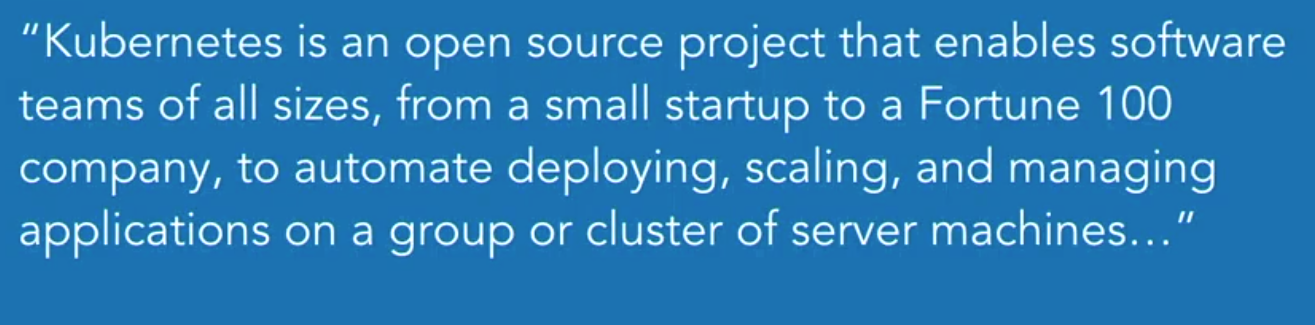 “Kubernetes is an open source project that enables software
teams of all sizes, from a small startup to a Fortune 100
company, to automate deploying, scaling, and managing
applications on a group or cluster of server machines…”